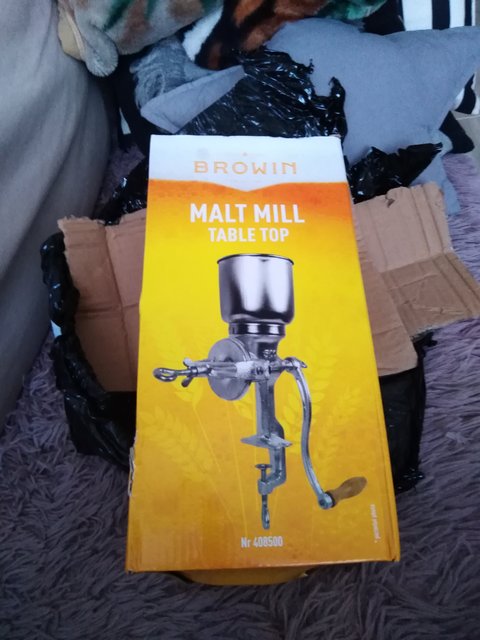 BROWIN
MALT MILL
TABLE TOP
Nr 408500